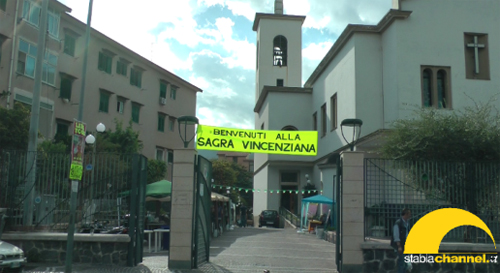 BENVENUTI ALLA
SAGRA VINCENZIANA
stabiachannel.it